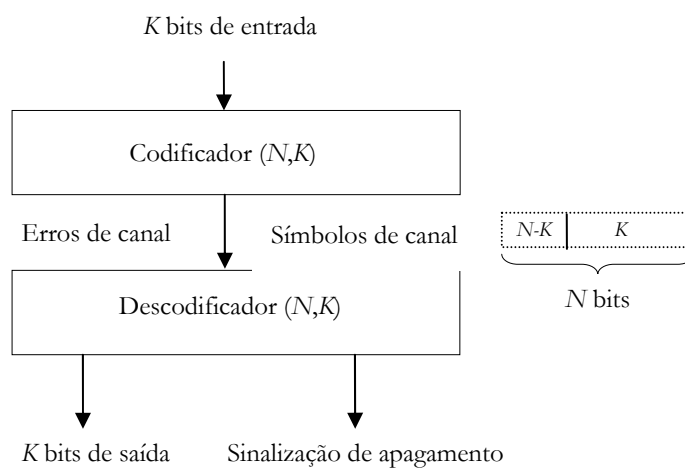 K bits de entrada
Codificador (N,K)
Erros de canal
Símbolos de canal
N-K
K
N bits
Descodificador (N,K)
K bits de saída
Sinalização de apagamento